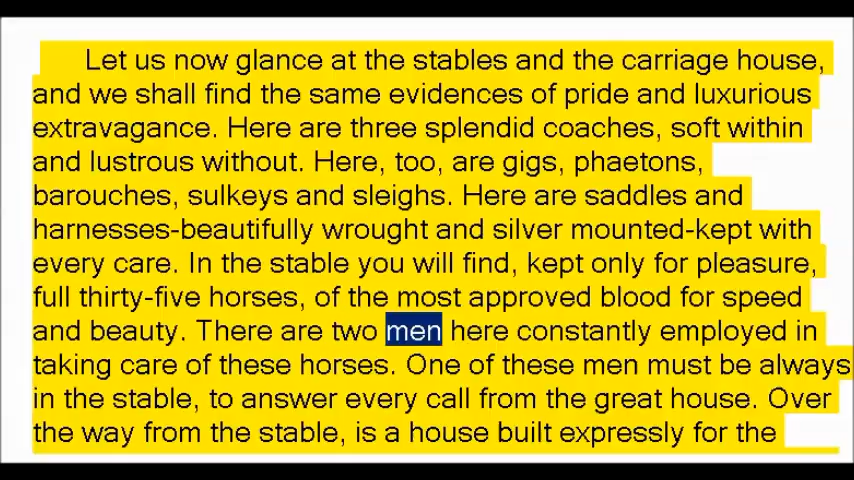 Let us now glance at the stables and the carriage house,
and we shall find the same evidences of pride and luxurious
extravagance. Here are three splendid coaches, soft within
and lustrous without. Here, too, are gigs, phaetons,
barouches, sulkeys and sleighs. Here are saddles and
harnesses-beautifully wrought and silver mounted-kept with
every care. In the stable you will find, kept only for pleasure,
full thirty-five horses, of the most approved blood for speed
and beauty. There are two men here constantly employed in
taking care of these horses. One of these men must be always
in the stable, to answer every call from the great house. Over
the way from the stable, is a house built expressly for the